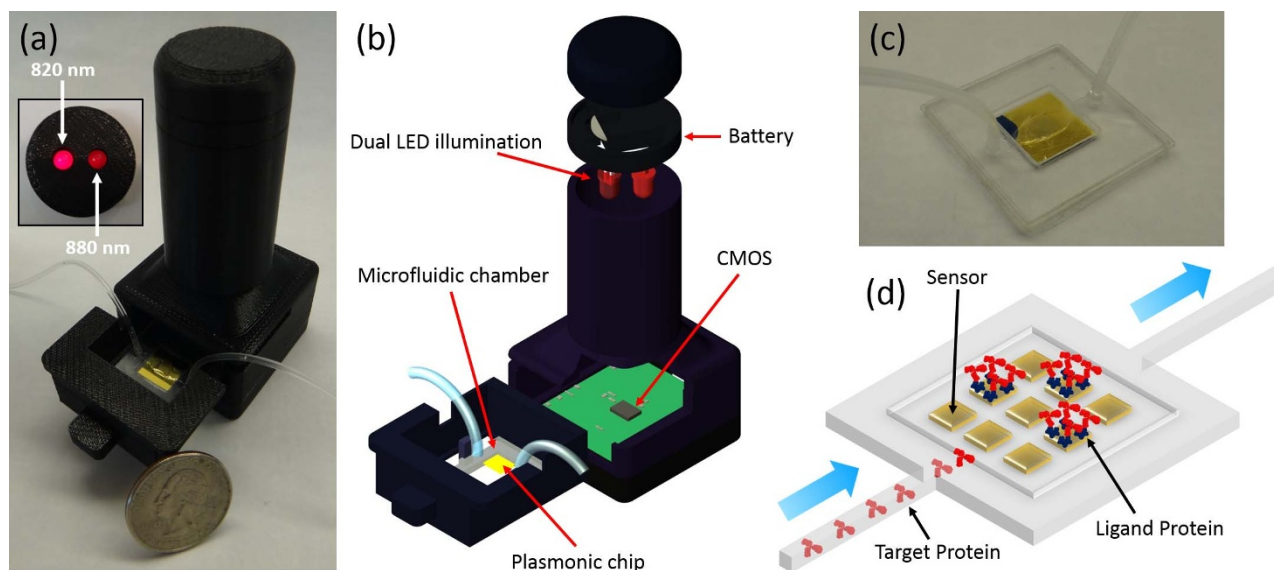 (a)
820 nm
880 nm
(b)
Dual LED illumination
Battery
Microfluidic chamber
CMOS
Plasmonic chip
(c)
(d)
Sensor
Target Protein
Ligand Protein